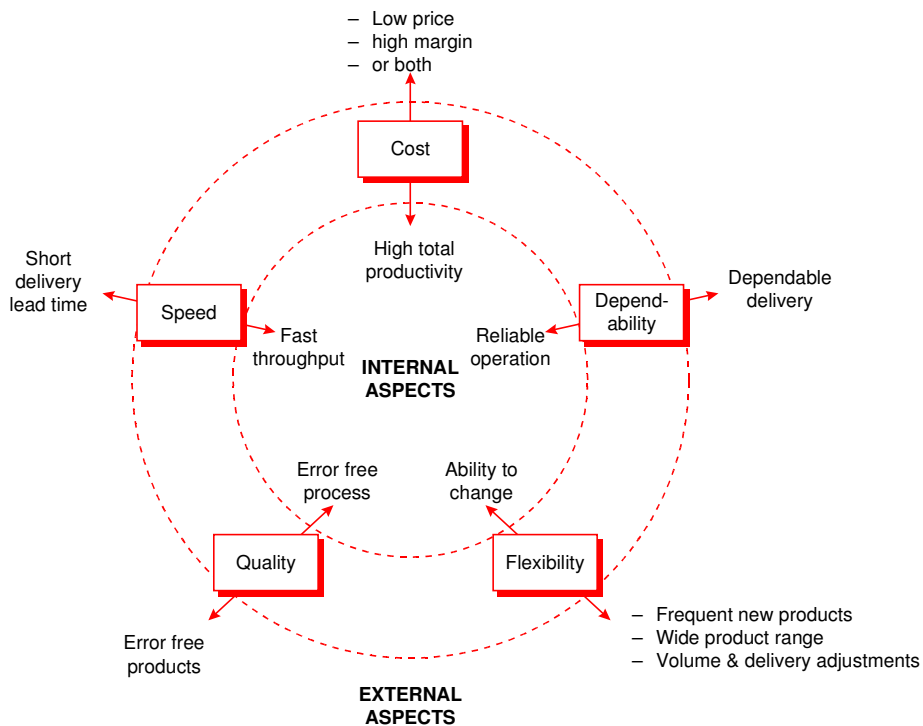 – Low price
– high margin
– or both
Cost
High total
productivity
Short
delivery
lead time
Speed
Fast
throughput
Depend-
ability
Reliable
operation
Dependable
delivery
INTERNAL
ASPECTS
Error free
process
Ability to
change
Quality
Flexibility
Error free
products
– Frequent new products
– Wide product range
– Volume & delivery adjustments
EXTERNAL
ASPECTS